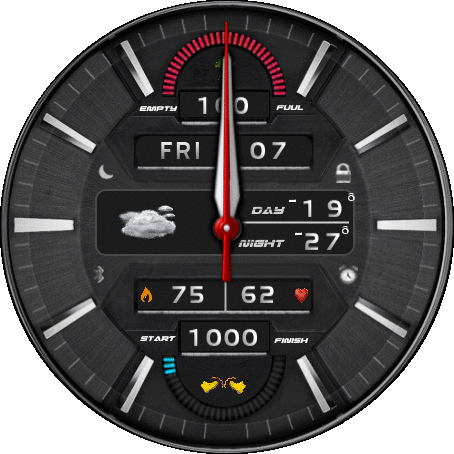 EMPTY 100 FUUL
FRI 07
DAY -19°
NIGHT -27°
75 62
START 1000 FINISH